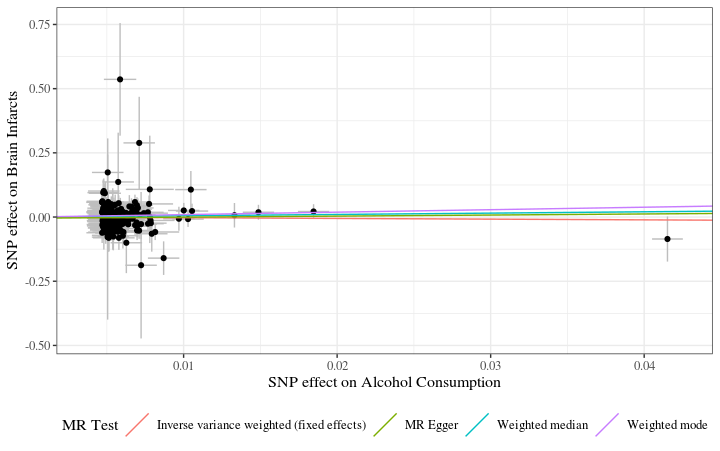 0.75
0.50
0.25
0.00
-0.25
-0.50
SNP effect on Brain Infarcts
0.01 0.02 0.03 0.04
SNP effect on Alcohol Consumption
MR Test Inverse variance weighted (fixed effects) MR Egger Weighted median Weighted mode